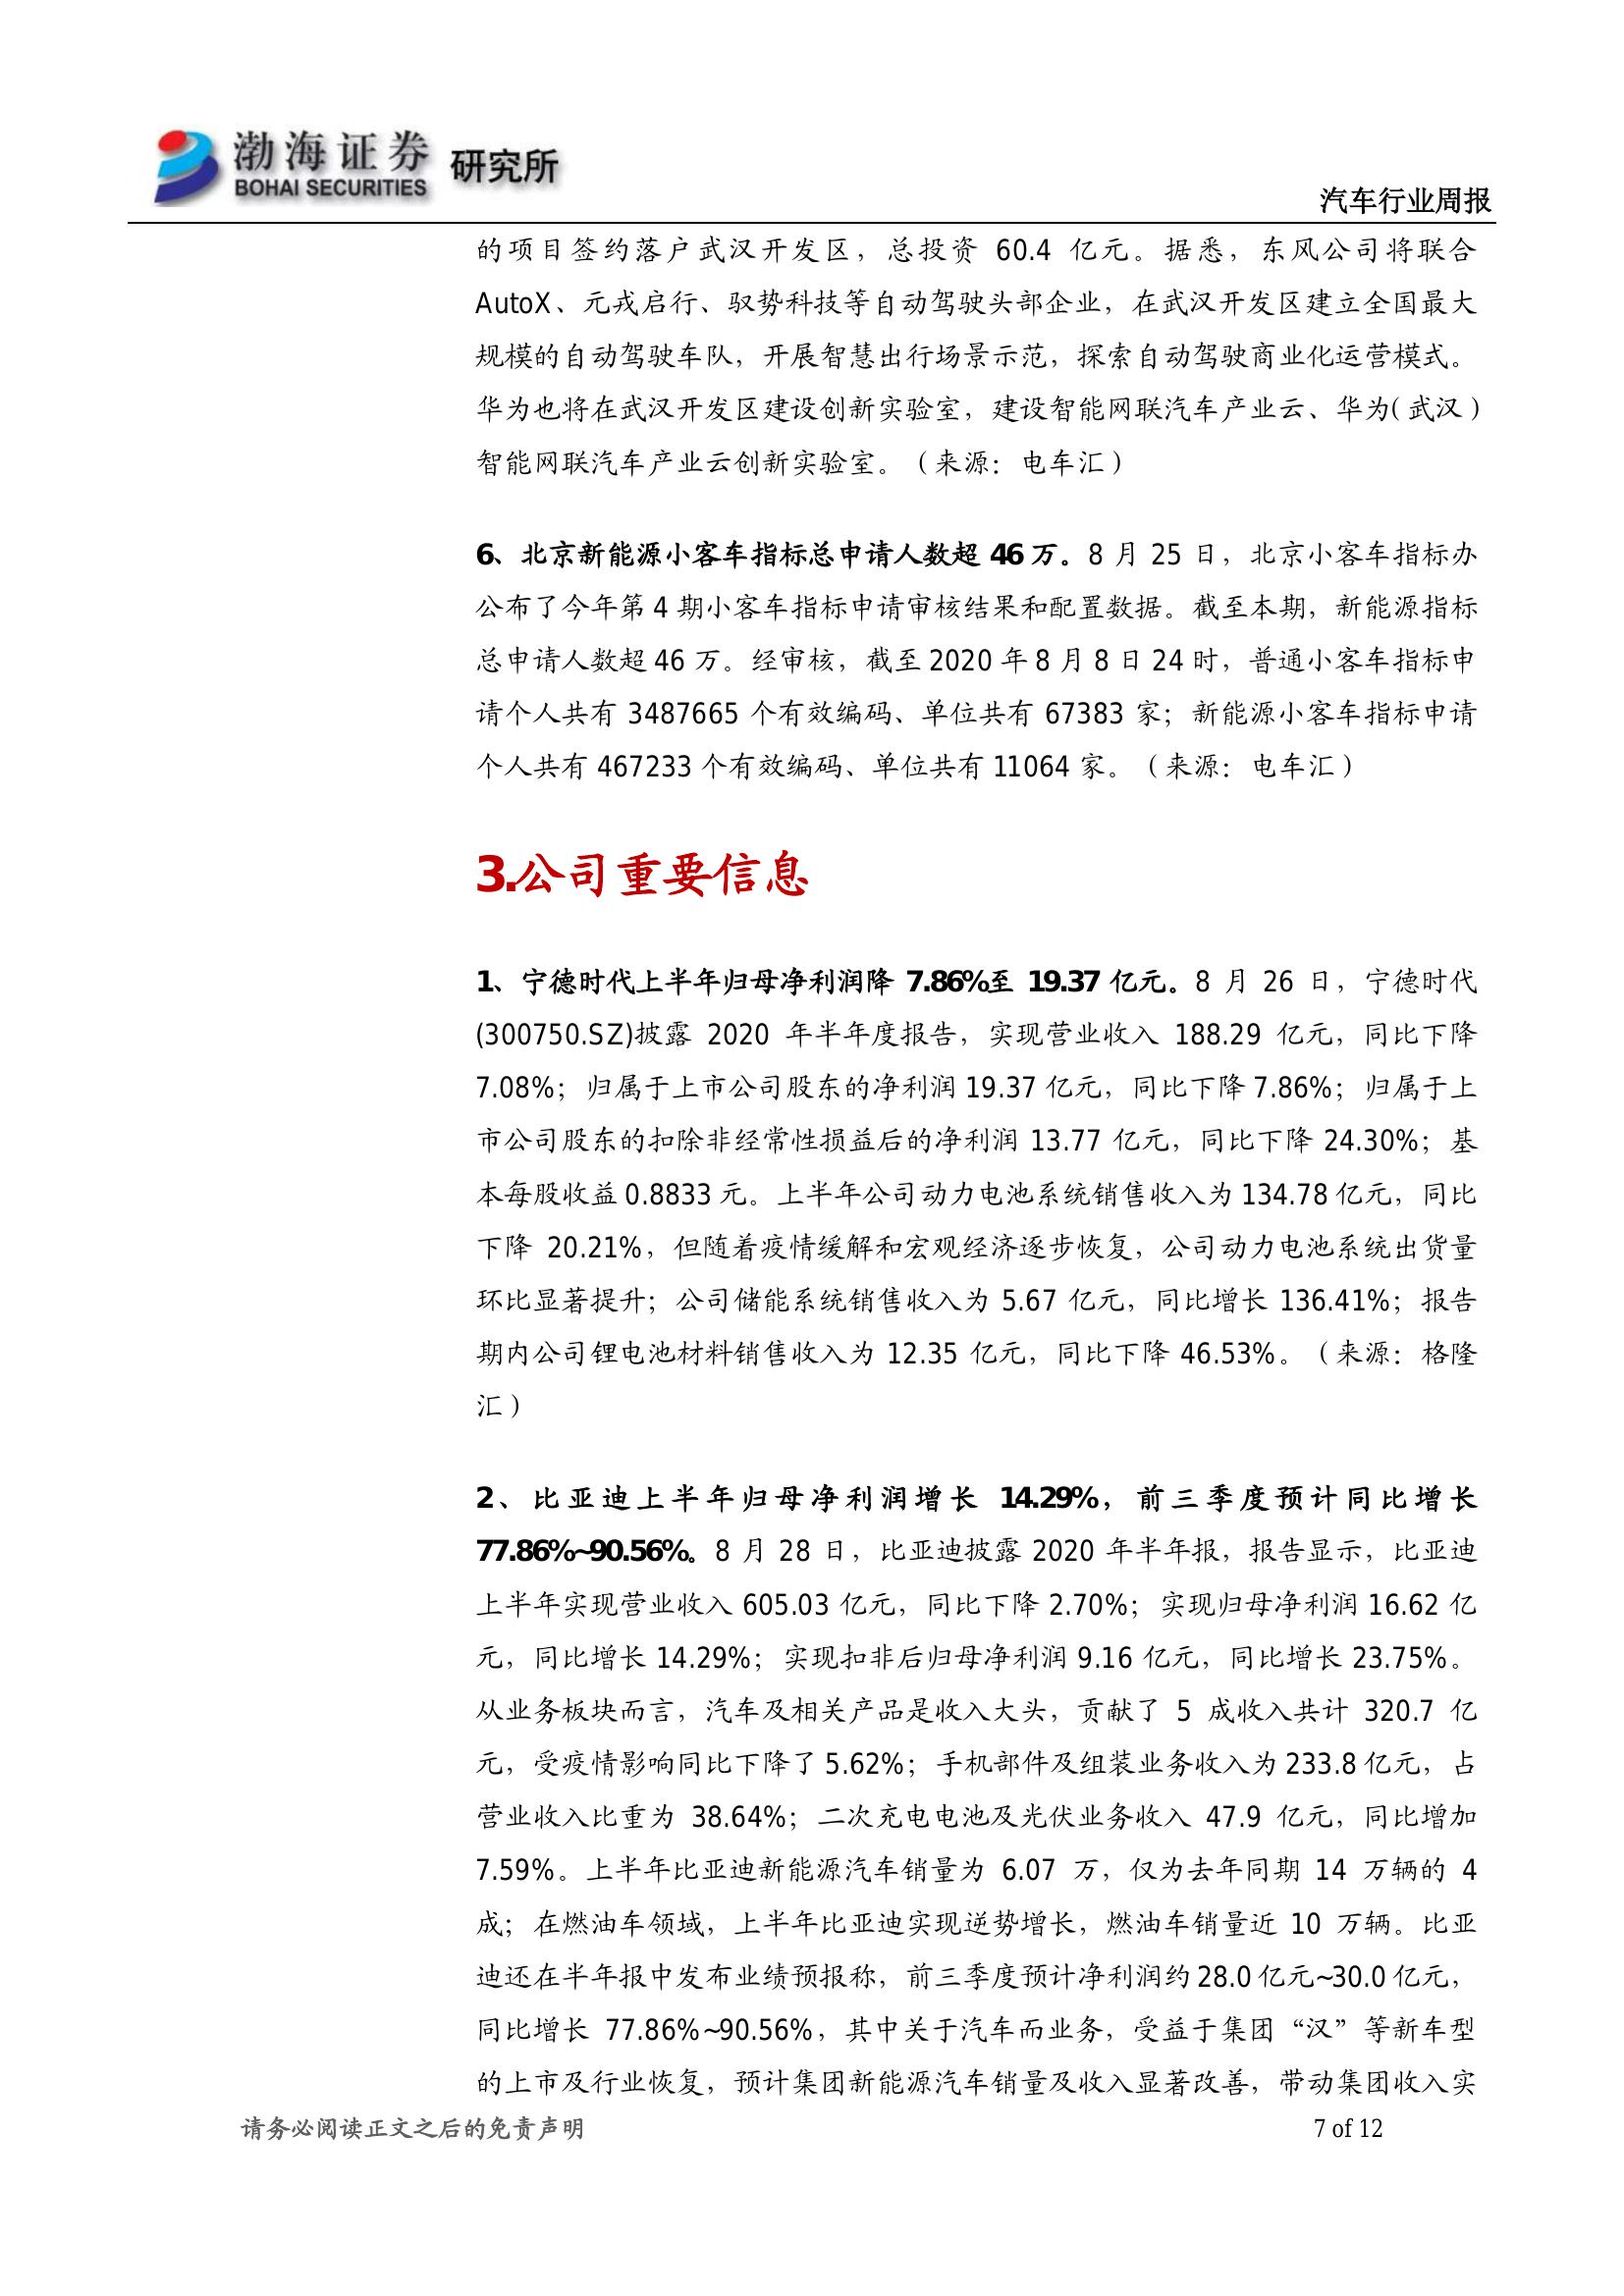 渤海证券 研究所
BOHAI SECURITIES
汽车行业周报
的项目签约落户武汉开发区，总投资 60.4 亿元。据悉，东风公司将联合
AutoX、元戎启行、驭势科技等自动驾驶头部企业，在武汉开发区建立全国最大
规模的自动驾驶车队，开展智慧出行场景示范，探索自动驾驶商业化运营模式。
华为也将在武汉开发区建设创新实验室，建设智能网联汽车产业云、华为（武汉）
智能网联汽车产业云创新实验室。（来源：电车汇）
6、北京新能源小客车指标总申请人数超 46 万。8 月 25 日，北京小客车指标办
公布了今年第 4 期小客车指标申请审核结果和配置数据。截至本期，新能源指标
总申请人数超 46 万。经审核，截至 2020 年 8 月 8 日 24 时，普通小客车指标申
请个人共有 3487665 个有效编码、单位共有 67383 家；新能源小客车指标申请
个人共有 467233 个有效编码、单位共有 11064 家。（来源：电车汇）
3.公司重要信息
1、宁德时代上半年归母净利润降 7.86%至 19.37 亿元。8 月 26 日，宁德时代
(300750.SZ)披露 2020 年半年度报告，实现营业收入 188.29 亿元，同比下降
7.08%；归属于上市公司股东的净利润 19.37 亿元，同比下降 7.86%；归属于上
市公司股东的扣除非经常性损益后的净利润 13.77 亿元，同比下降 24.30%；基
本每股收益 0.8833 元。上半年公司动力电池系统销售收入为 134.78 亿元，同比
下降 20.21%，但随着疫情缓解和宏观经济逐步恢复，公司动力电池系统出货量
环比显著提升；公司储能系统销售收入为 5.67 亿元，同比增长 136.41%；报告
期内公司锂电池材料销售收入为 12.35 亿元，同比下降 46.53%。（来源：格隆
汇）
2、比亚迪上半年归母净利润增长 14.29%，前三季度预计同比增长
77.86%~90.56%。8 月 28 日，比亚迪披露 2020 年半年报，报告显示，比亚迪
上半年实现营业收入 605.03 亿元，同比下降 2.70%；实现归母净利润 16.62 亿
元，同比增长 14.29%；实现扣非后归母净利润 9.16 亿元，同比增长 23.75%。
从业务板块而言，汽车及相关产品是收入大头，贡献了 5 成收入共计 320.7 亿
元，受疫情影响同比下降了 5.62%；手机部件及组装业务收入为 233.8 亿元，占
营业收入比重为 38.64%；二次充电电池及光伏业务收入 47.9 亿元，同比增加
7.59%。上半年比亚迪新能源汽车销量为 6.07 万，仅为去年同期 14 万辆的 4
成；在燃油车领域，上半年比亚迪实现逆势增长，燃油车销量近 10 万辆。比亚
迪还在半年报中发布业绩预报称，前三季度预计净利润约 28.0 亿元~30.0 亿元，
同比增长 77.86%~90.56%，其中关于汽车而业务，受益于集团“汉”等新车型
的上市及行业恢复，预计集团新能源汽车销量及收入显著改善，带动集团收入实
请务必阅读正文之后的免责声明
7 of 12